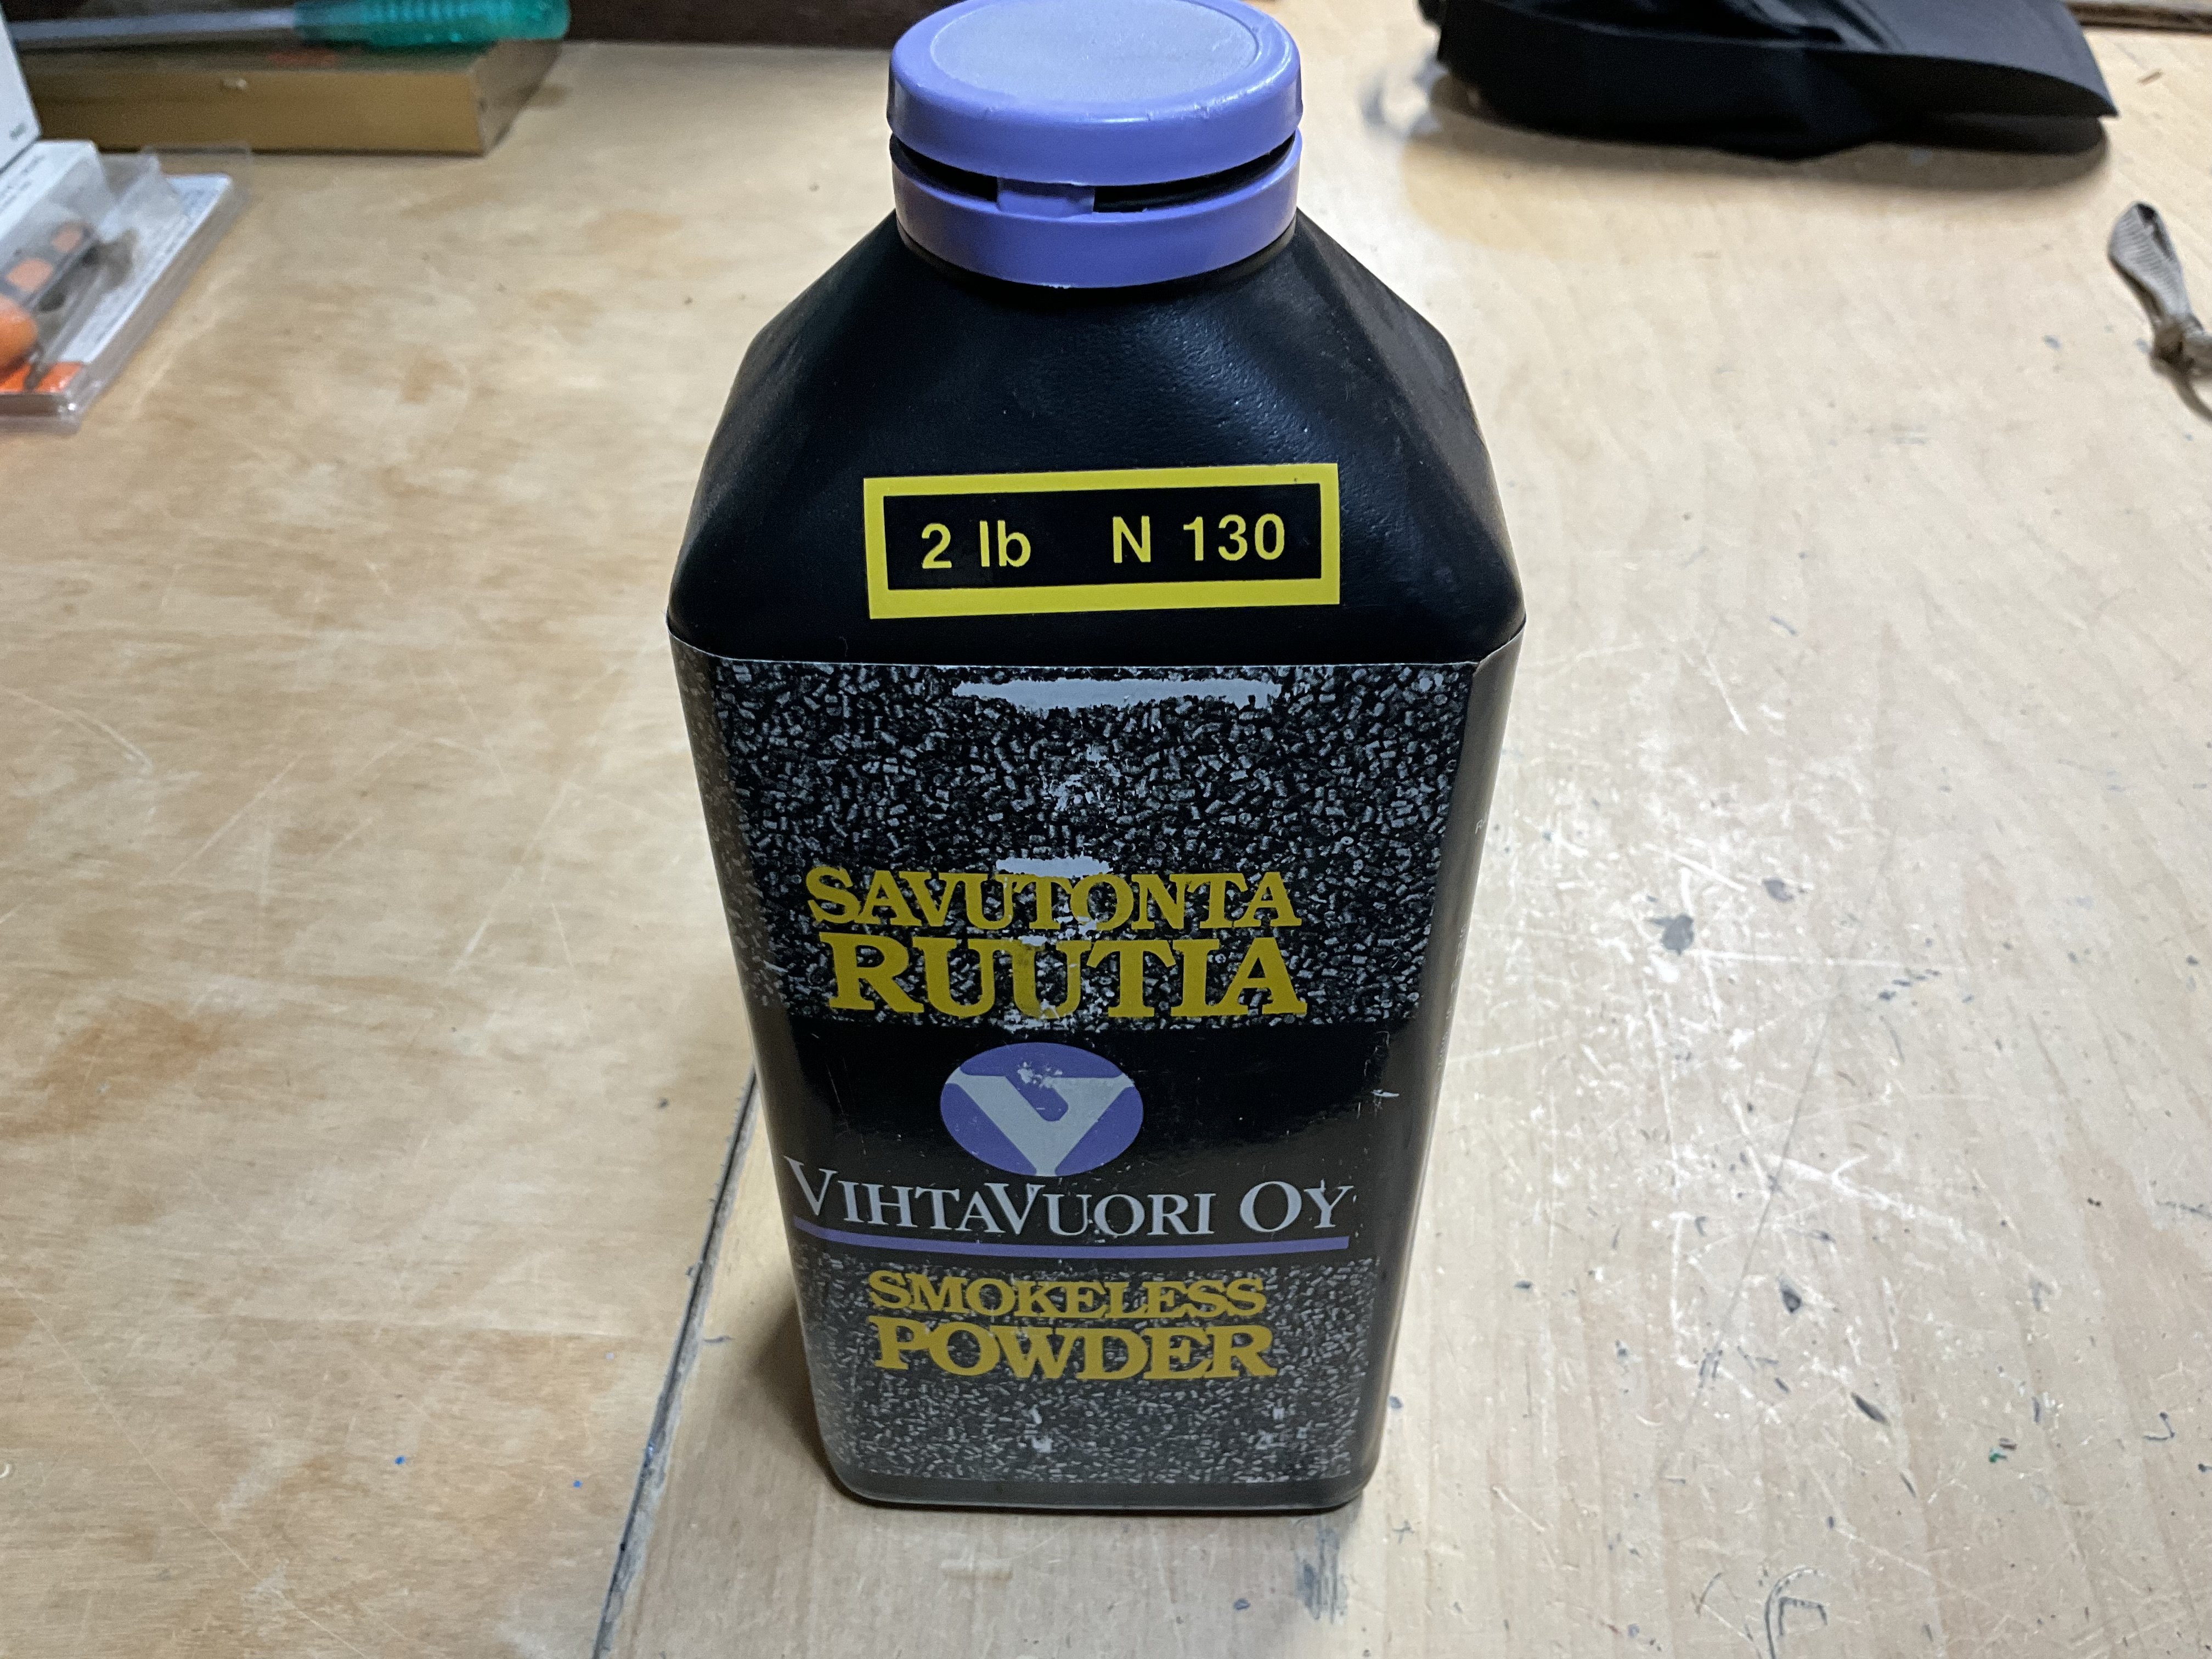 2 lb N 130
SAVUTONTA
RUUTIA
V
VIHTAVUORI OY
SMOKELESS
POWDER